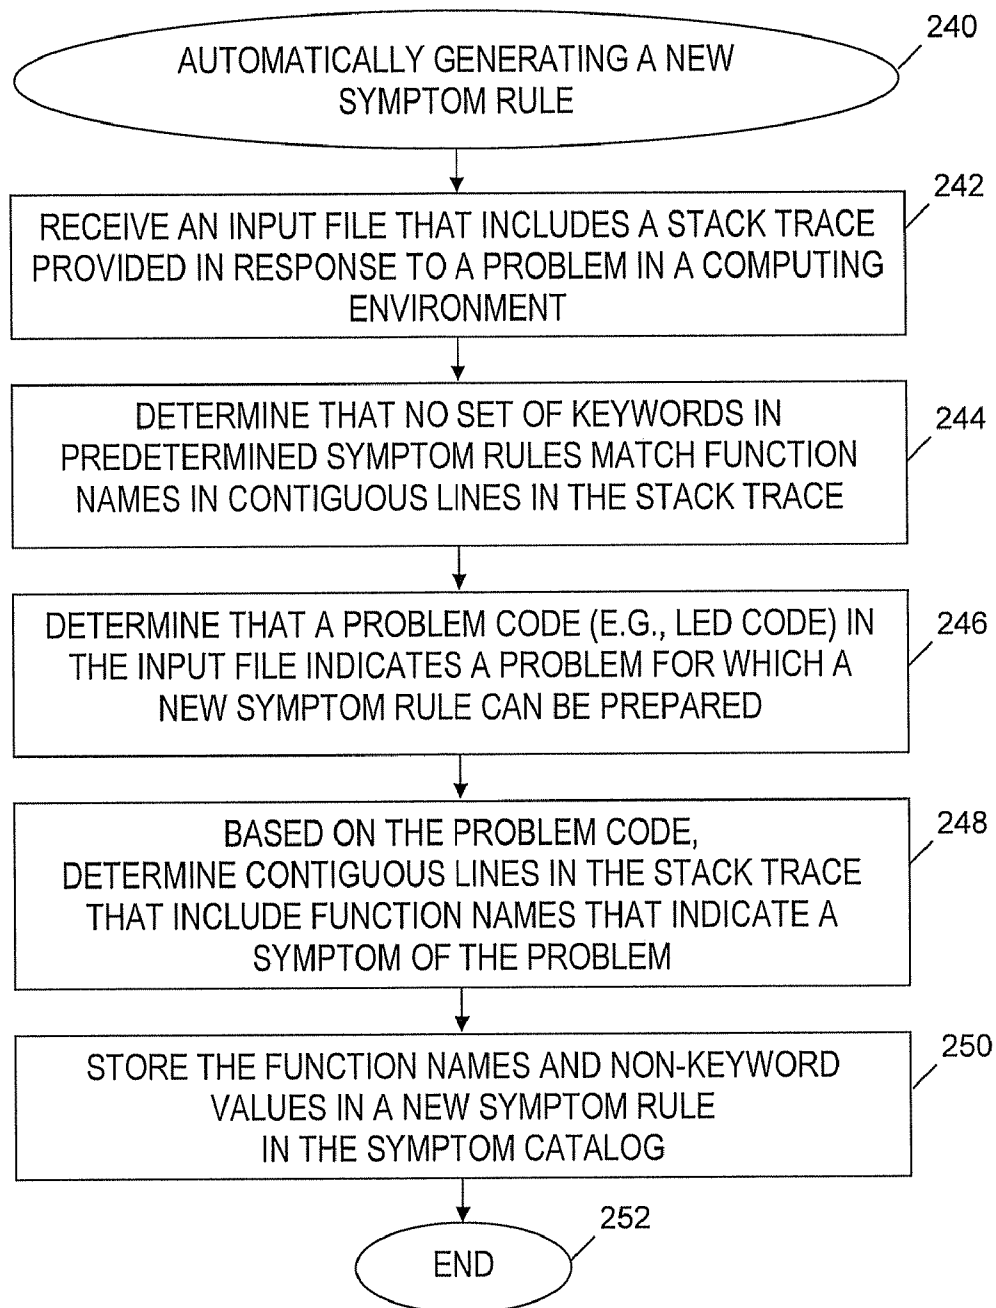 240
AUTOMATICALLY GENERATING A NEW
SYMPTOM RULE
242
RECEIVE AN INPUT FILE THAT INCLUDES A STACK TRACE
PROVIDED IN RESPONSE TO A PROBLEM IN A COMPUTING
ENVIRONMENT
244
DETERMINE THAT NO SET OF KEYWORDS IN
PREDETERMINED SYMPTOM RULES MATCH FUNCTION
NAMES IN CONTIGUOUS LINES IN THE STACK TRACE
246
DETERMINE THAT A PROBLEM CODE (E.G., LED CODE) IN
THE INPUT FILE INDICATES A PROBLEM FOR WHICH A
NEW SYMPTOM RULE CAN BE PREPARED
248
BASED ON THE PROBLEM CODE,
DETERMINE CONTIGUOUS LINES IN THE STACK TRACE
THAT INCLUDE FUNCTION NAMES THAT INDICATE A
SYMPTOM OF THE PROBLEM
250
STORE THE FUNCTION NAMES AND NON-KEYWORD
VALUES IN A NEW SYMPTOM RULE
IN THE SYMPTOM CATALOG
252
END